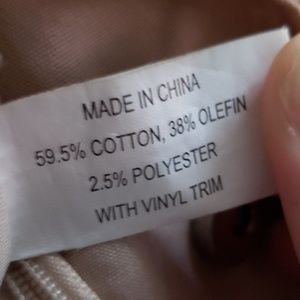 MADE IN CHINA
59.5% COTTON, 38% OLEFIN
2.5% POLYESTER
WITH VINYL TRIM